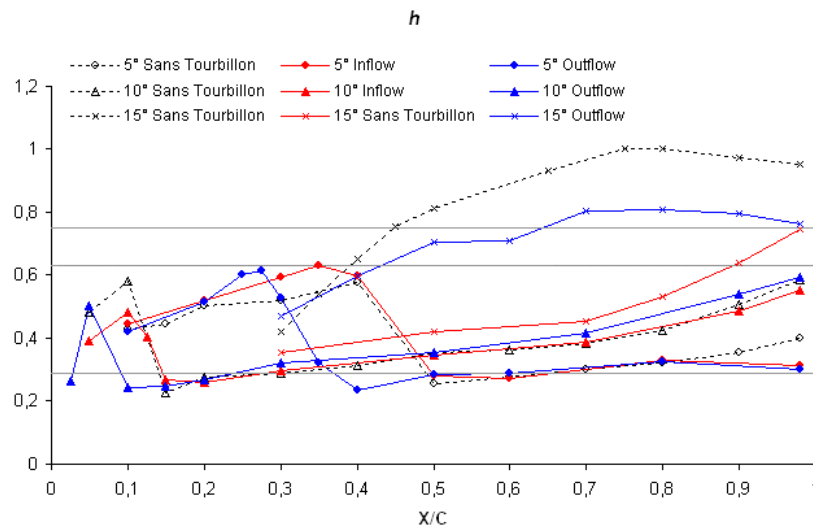 h
5° Sans Tourbillon 5° Inflow 5° Outflow
10° Sans Tourbillon 10° Inflow 10° Outflow
15° Sans Tourbillon 15° Sans Tourbillon 15° Outflow
1,2
1
0,8
0,6
0,4
0,2
0
0 0,1 0,2 0,3 0,4 0,5 0,6 0,7 0,8 0,9 1
X/C